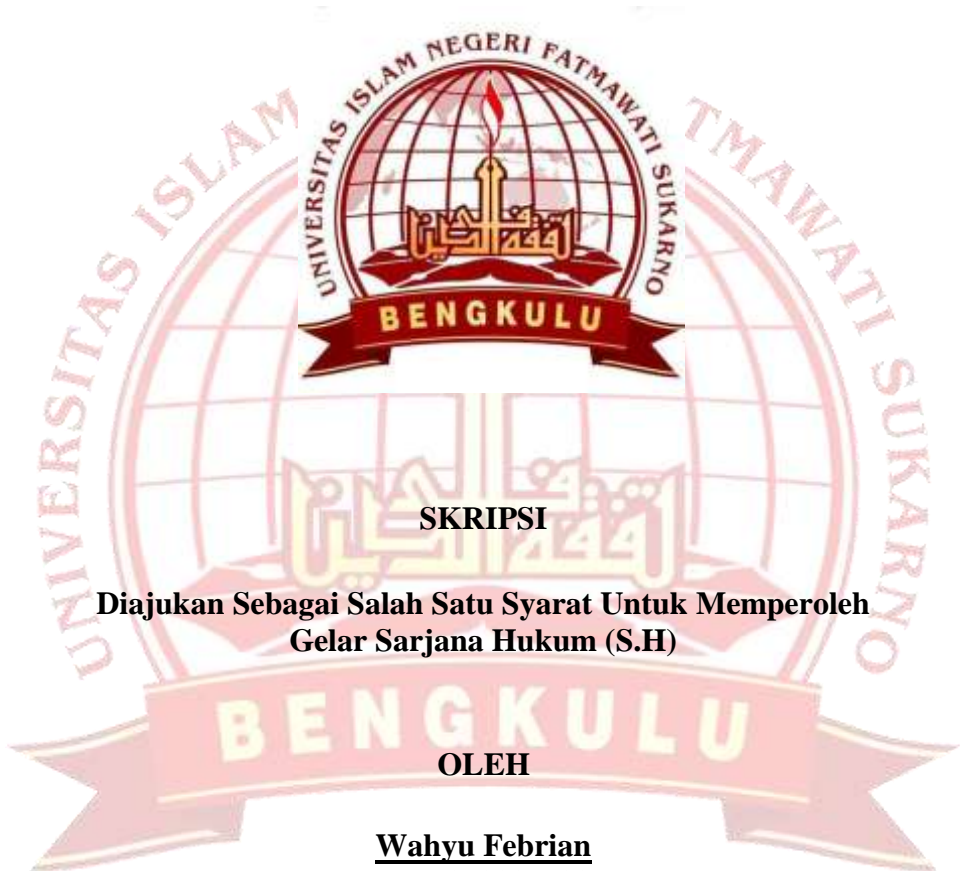 UNIVERSITAS ISLAM NEGERI FATMAWATI SUKARNO
BENGKULU
SKRIPSI
Diajukan Sebagai Salah Satu Syarat Untuk Memperoleh
Gelar Sarjana Hukum (S.H)
OLEH
Wahyu Febrian